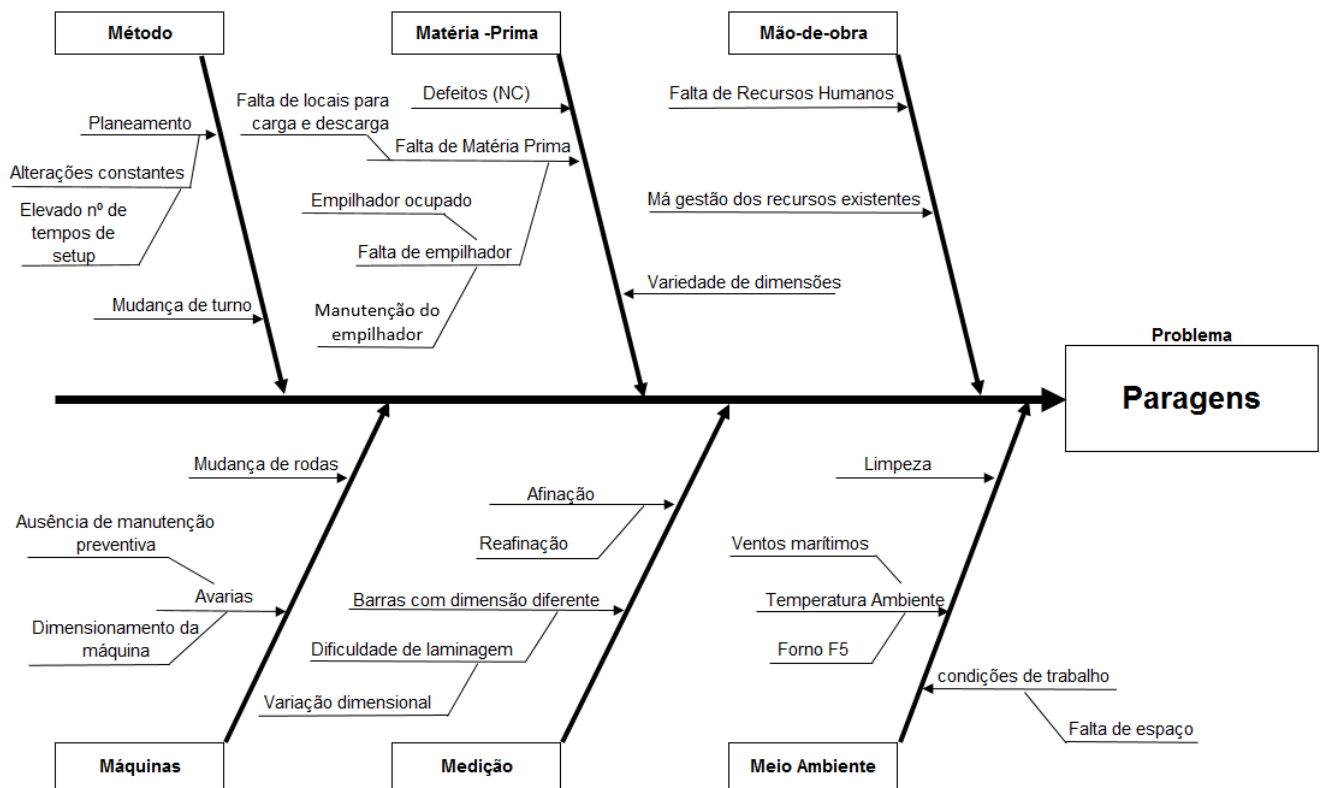 Método
Matéria -Prima
Mão-de-obra
Planeamento
Alterações constantes
Elevado nº de
tempos de
setup
Mudança de turno
Defeitos (NC)
Falta de locais para
carga e descarga
Falta de Matéria Prima
Empilhador ocupado
Falta de empilhador
Manutenção do
empilhador
Variedade de dimensões
Falta de Recursos Humanos
Má gestão dos recursos existentes
Problema
Paragens
Mudança de rodas
Ausência de manutenção
preventiva
Avarias
Dimensionamento da
máquina
Afinação
Reafinação
Barras com dimensão diferente
Dificuldade de laminagem
Variação dimensional
Limpeza
Ventos marítimos
Temperatura Ambiente
Forno F5
condições de trabalho
Falta de espaço
Máquinas
Medição
Meio Ambiente